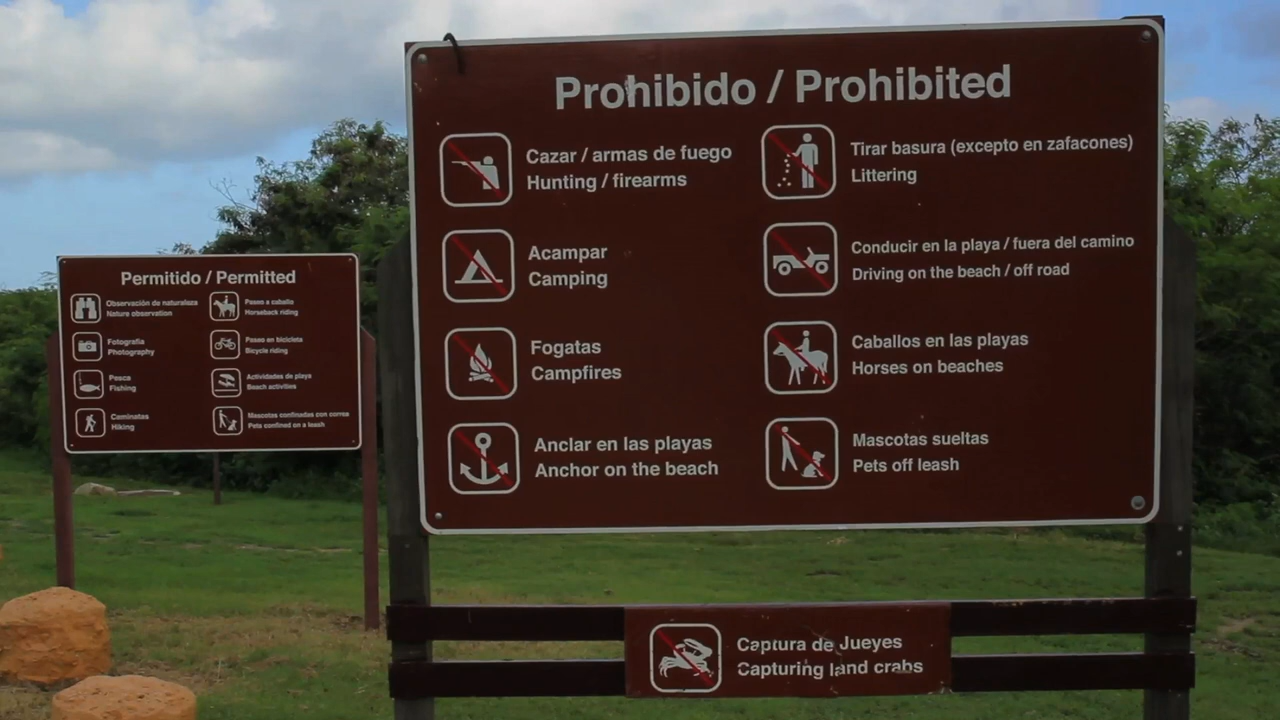 Prohibido / Prohibited
Cazar / armas de fuego
Hunting / firearms
Acampar
Camping
Fogatas
Campfires
Anclar en las playas
Anchor on the beach
Tirar basura (excepto en zafacones)
Littering
Conducir en la playa / fuera del camino
Driving on the beach / off road
Caballos en las playas
Horses on beaches
Mascotas sueltas
Pets off leash
Captura de Jueyes
Capturing land crabs
Permitido / Permitted
Observación de naturaleza
Nature observation
Fotografía
Photography
Pesca
Fishing
Caminatas
Hiking
Paseo a caballo
Horseback riding
Paseo en bicicleta
Bicycle riding
Actividades de playa
Beach activities
Mascotas confinadas con correa
Pets confined on a leash